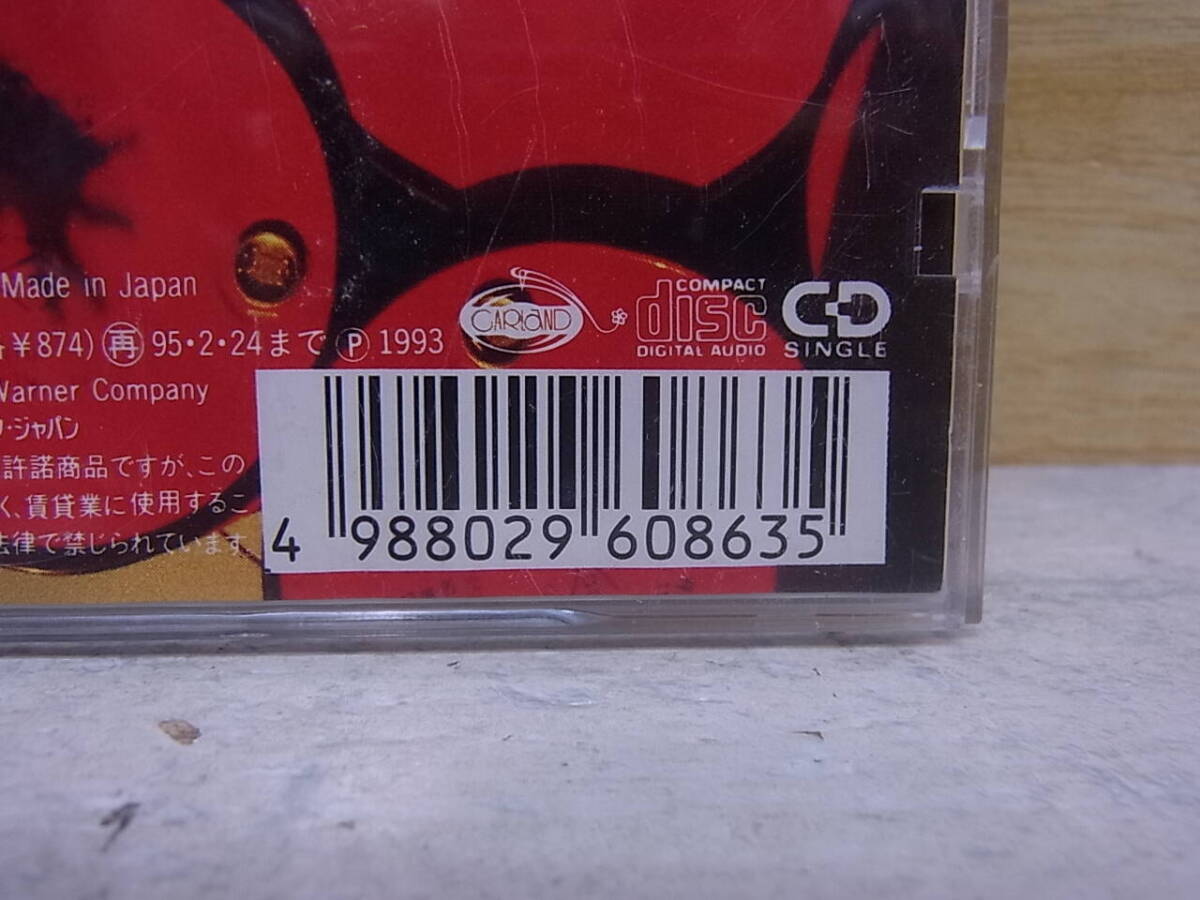 Made in Japan
¥874) 再 95・2・24まで Ⓟ 1993
GARLAND
COMPACT
disc
DIGITAL AUDIO
CD
SINGLE
Warner Company
・ジャパン
許諾商品ですが、この
く、賃貸業に使用するこ
法律で禁じられています
4 988029 608635